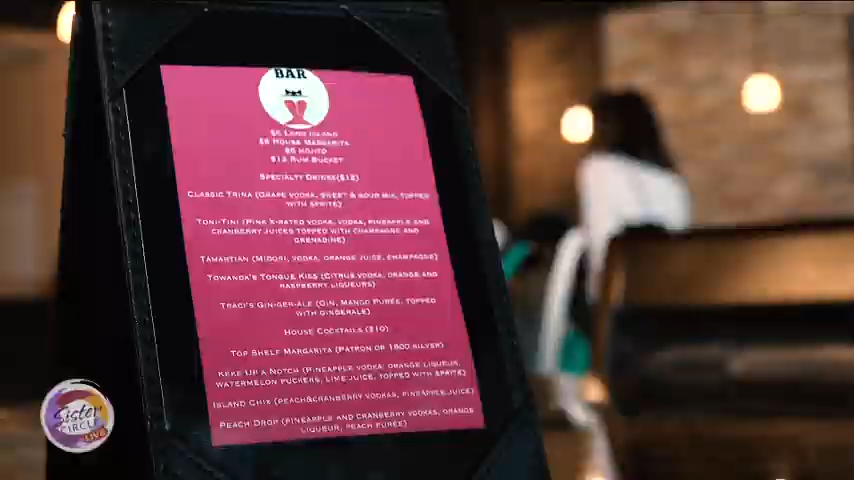 BAR
$6 Long Island
$6 House Margarita
$6 Mojito
$12 Rum Bucket
Specialty Drinks($12)
Classic Trina (Grape vodka, sweet & sour mix, topped
with sprite)
Toni-Tini (Pink X-rated vodka, vodka, pineapple and
cranberry juices topped with champagne and
grenadine)
Tamartian (Midori, vodka, orange juice, champagne)
Towanda's Tongue Kiss (Citrus vodka, orange and
raspberry liqueurs)
Traci's Gin-ger-ale (Gin, mango purée, topped
with gingerale)
House Cocktails ($10)
Top Shelf Margarita (Patron or 1800 silver)
Keke Up a Notch (Pineapple vodka, orange liqueur,
watermelon puckers, lime juice, topped with sprite)
Island Chix (Peach&cranberry vodkas, pineapple juice)
Peach Drop (Pineapple and cranberry vodkas, orange
liqueur, peach purée)
Sister
CIRCLE
LIVE